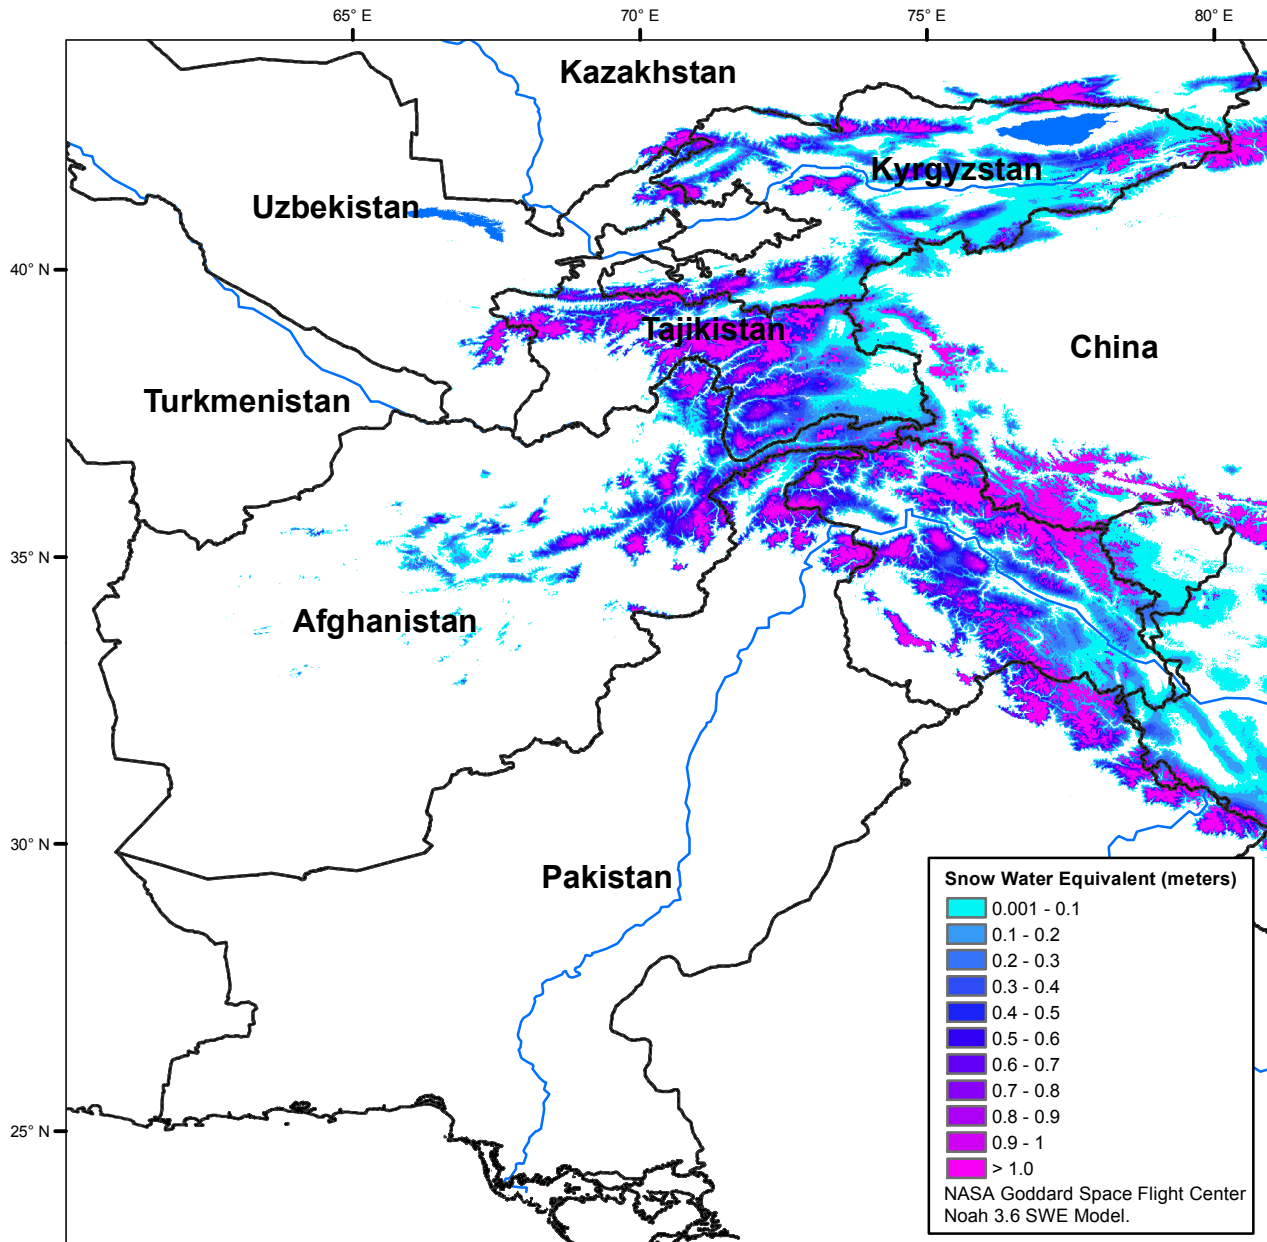 65° E
70° E
75° E
80° E
Kazakhstan
Kyrgyzstan
Uzbekistan
40° N
Tajikistan
China
Turkmenistan
35° N
Afghanistan
30° N
Pakistan
25° N
Snow Water Equivalent (meters)
0.001 - 0.1
0.1 - 0.2
0.2 - 0.3
0.3 - 0.4
0.4 - 0.5
0.5 - 0.6
0.6 - 0.7
0.7 - 0.8
0.8 - 0.9
0.9 - 1
> 1.0
NASA Goddard Space Flight Center
Noah 3.6 SWE Model.